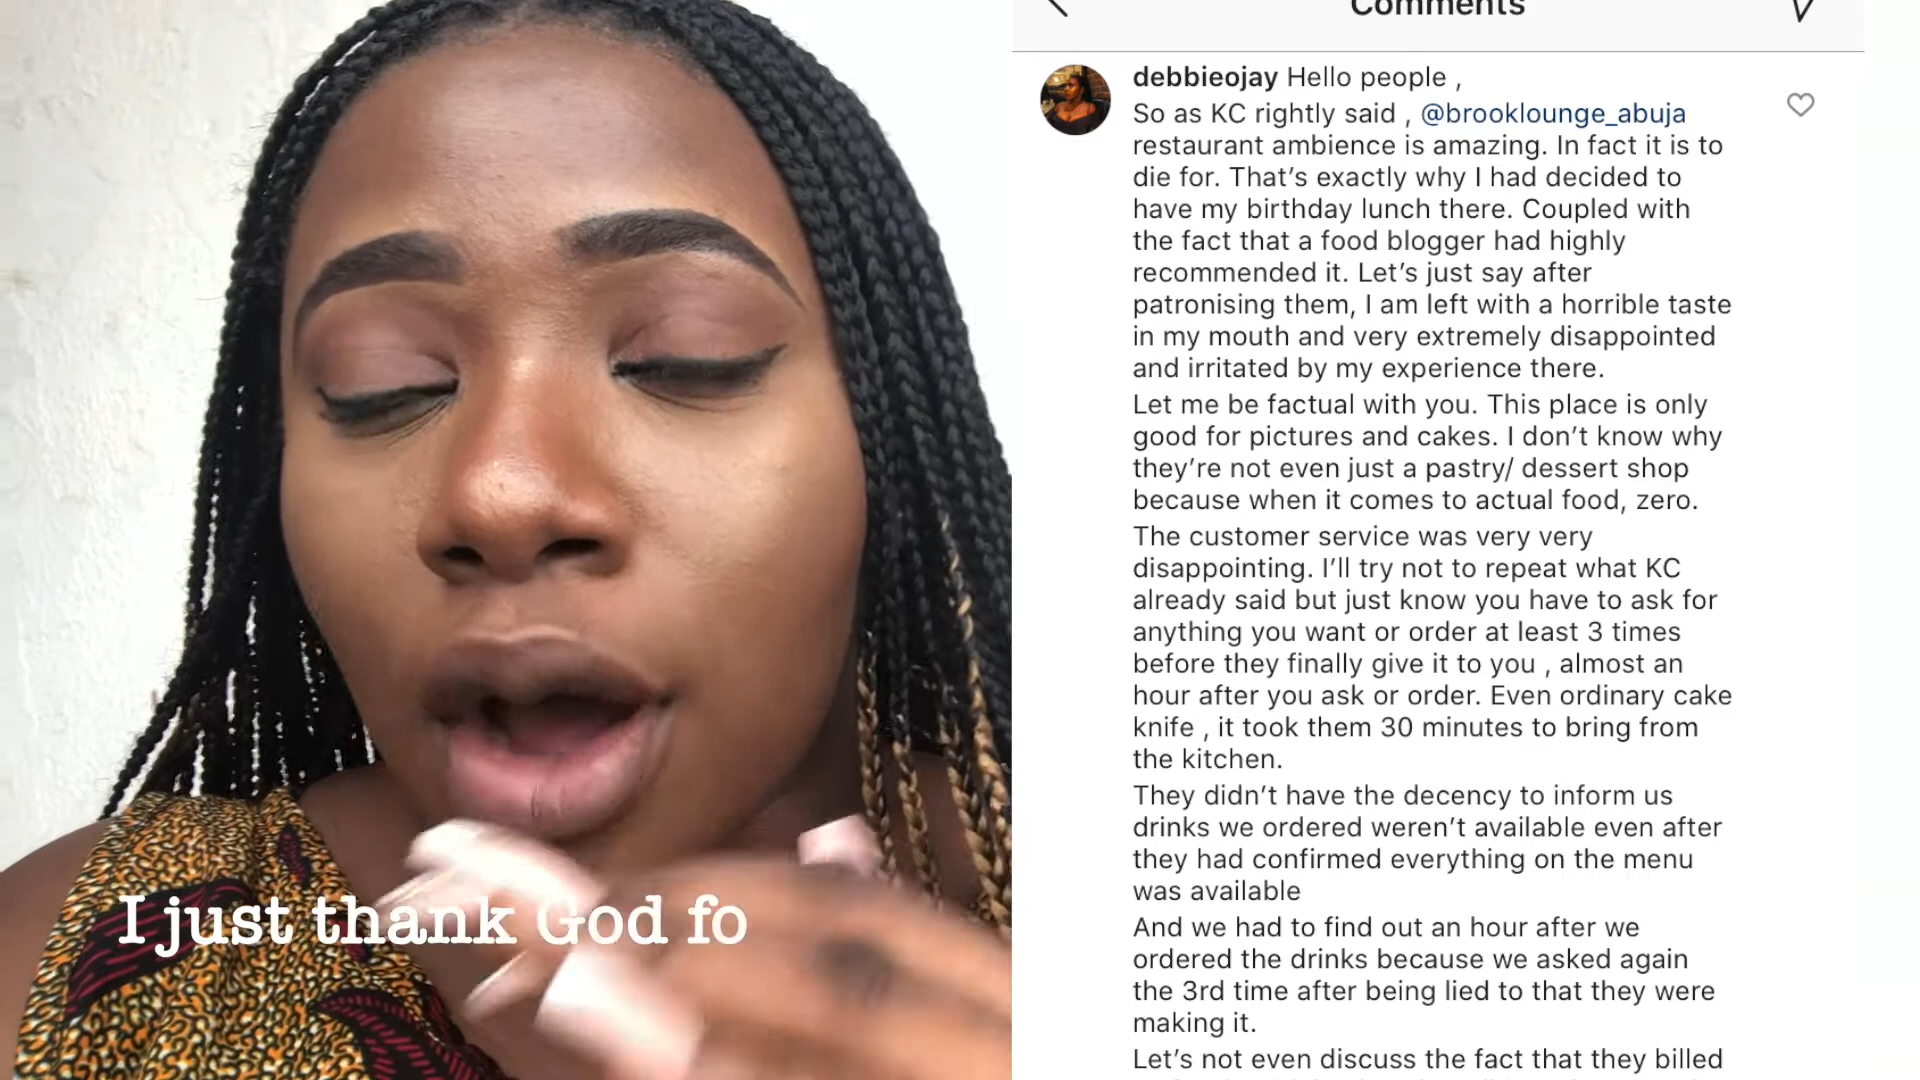 Comments
debbieojay Hello people ,
So as KC rightly said , @brooklounge_abuja
restaurant ambience is amazing. In fact it is to
die for. That’s exactly why I had decided to
have my birthday lunch there. Coupled with
the fact that a food blogger had highly
recommended it. Let’s just say after
patronising them, I am left with a horrible taste
in my mouth and very extremely disappointed
and irritated by my experience there.
Let me be factual with you. This place is only
good for pictures and cakes. I don’t know why
they’re not even just a pastry/ dessert shop
because when it comes to actual food, zero.
The customer service was very very
disappointing. I’ll try not to repeat what KC
already said but just know you have to ask for
anything you want or order at least 3 times
before they finally give it to you , almost an
hour after you ask or order. Even ordinary cake
knife , it took them 30 minutes to bring from
the kitchen.
They didn’t have the decency to inform us
drinks we ordered weren’t available even after
they had confirmed everything on the menu
was available
And we had to find out an hour after we
ordered the drinks because we asked again
the 3rd time after being lied to that they were
making it.
Let’s not even discuss the fact that they billed
I just thank God fo